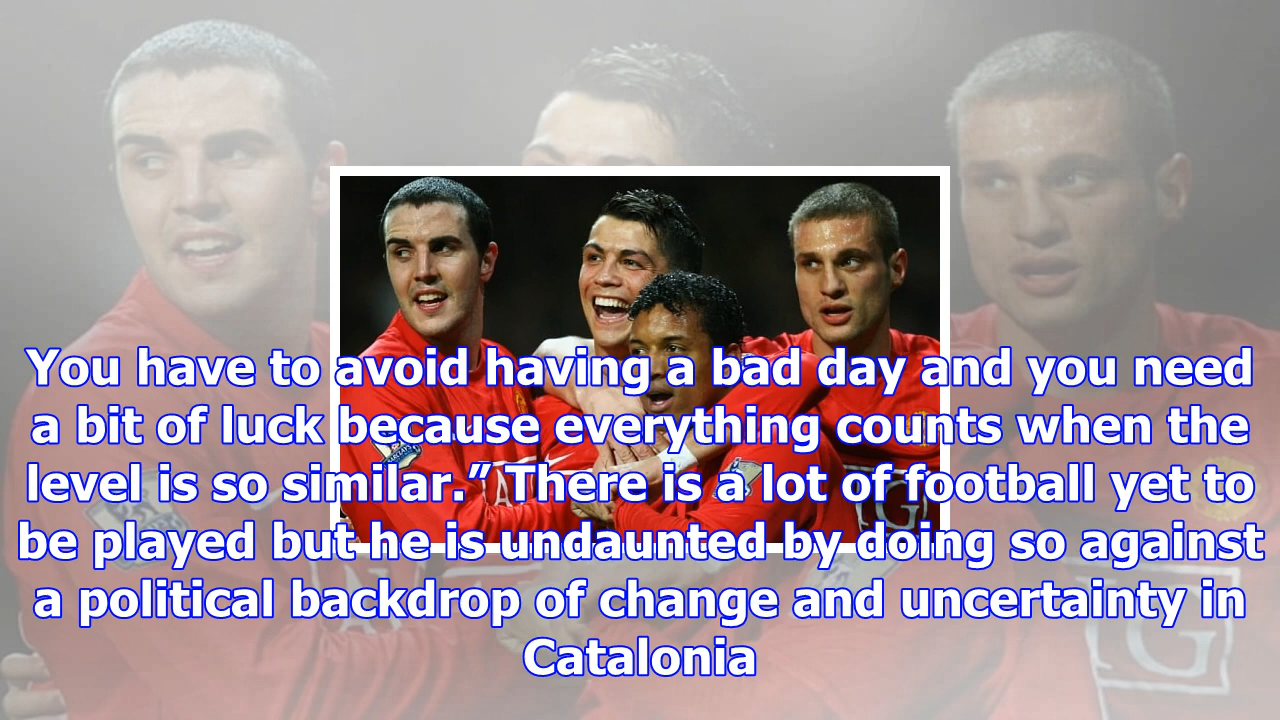 You have to avoid having a bad day and you need
a bit of luck because everything counts when the
level is so similar.” There is a lot of football yet to
be played but he is undaunted by doing so against
a political backdrop of change and uncertainty in
Catalonia